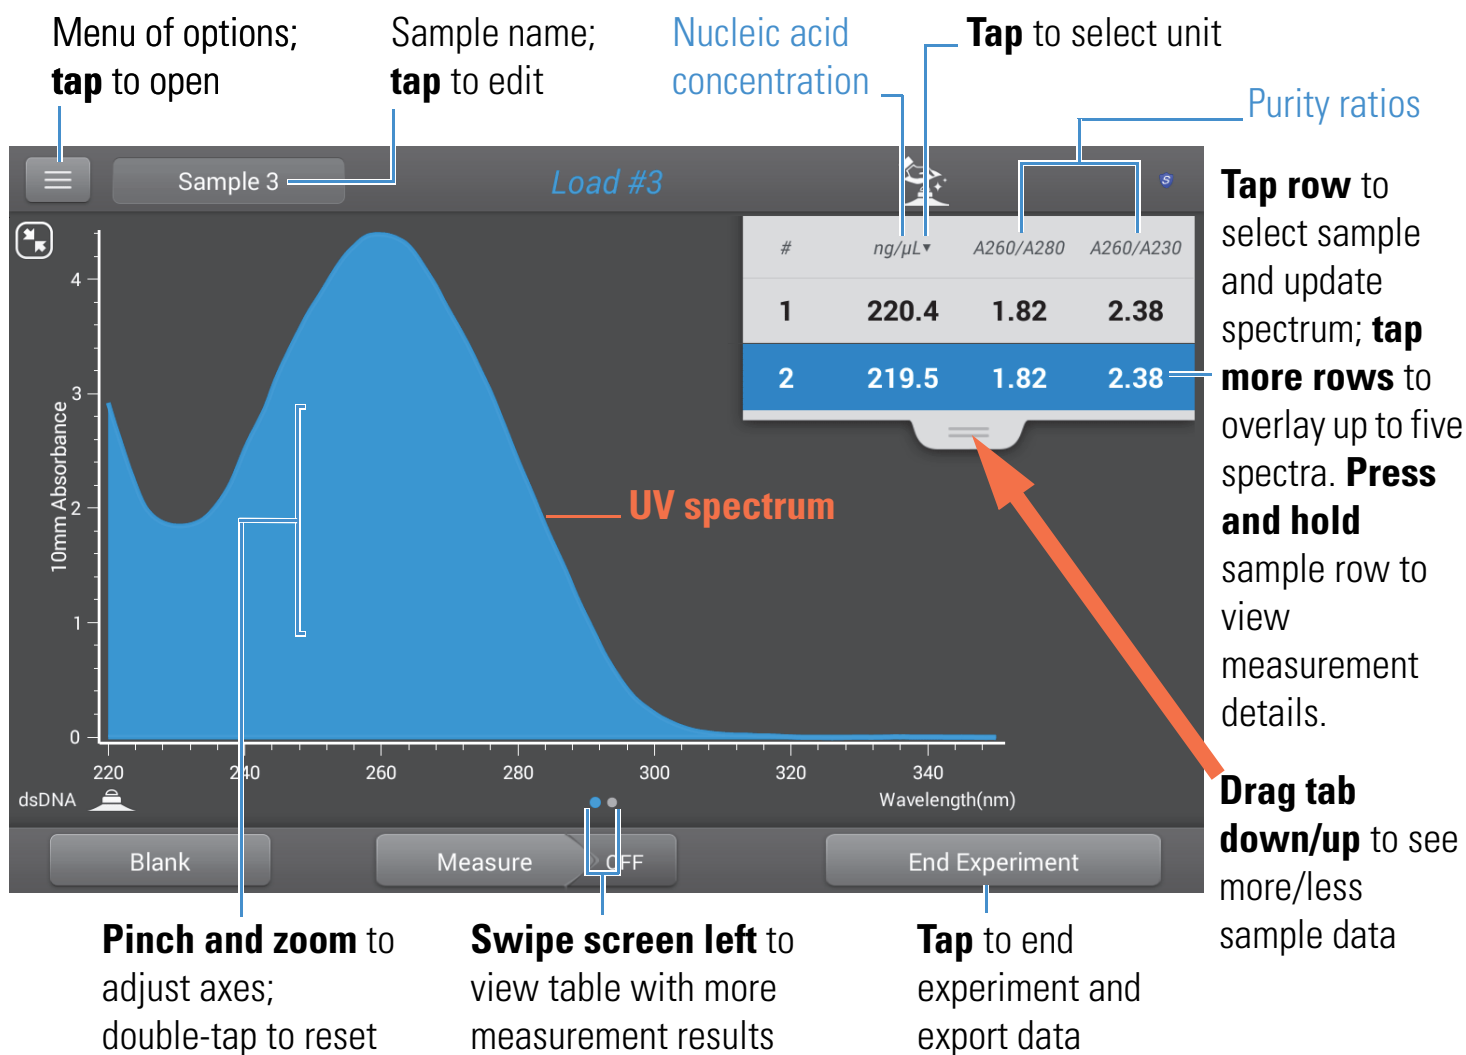 Menu of options;
tap to open
Sample name;
tap to edit
Nucleic acid
concentration
Tap to select unit
Purity ratios
Sample 3
Load #3
S
# ng/µL▾ A260/A280 A260/A230
1 220.4 1.82 2.38
2 219.5 1.82 2.38
Tap row to
select sample
and update
spectrum; tap
more rows to
overlay up to five
spectra. Press
and hold
sample row to
view
measurement
details.
Drag tab
down/up to see
more/less
sample data
UV spectrum
10mm Absorbance
4
3
2
1
0
220 240 260 280 300 320 340
dsDNA
Wavelength(nm)
Blank
Measure
OFF
End Experiment
Pinch and zoom to
adjust axes;
double-tap to reset
Swipe screen left to
view table with more
measurement results
Tap to end
experiment and
export data